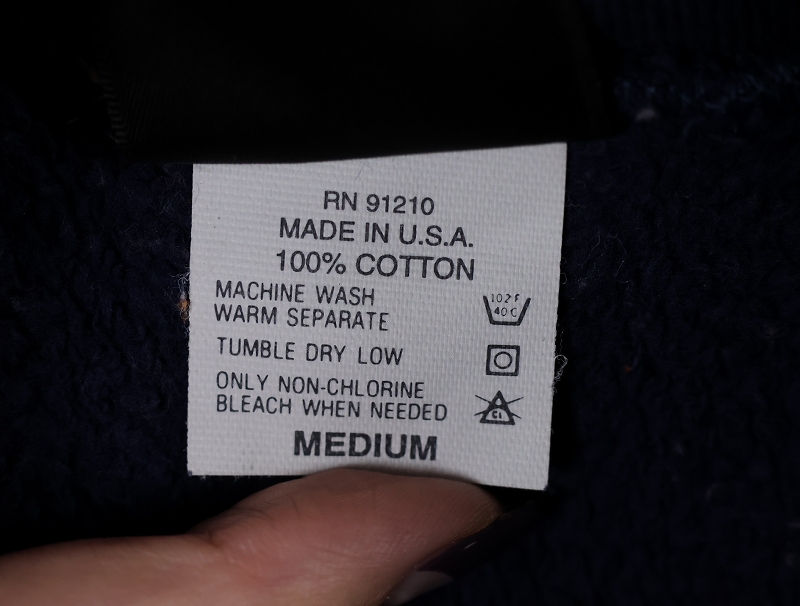 RN 91210
MADE IN U.S.A.
100% COTTON
MACHINE WASH
WARM SEPARATE
102 F
40 C
TUMBLE DRY LOW
ONLY NON-CHLORINE
BLEACH WHEN NEEDED
CL
MEDIUM